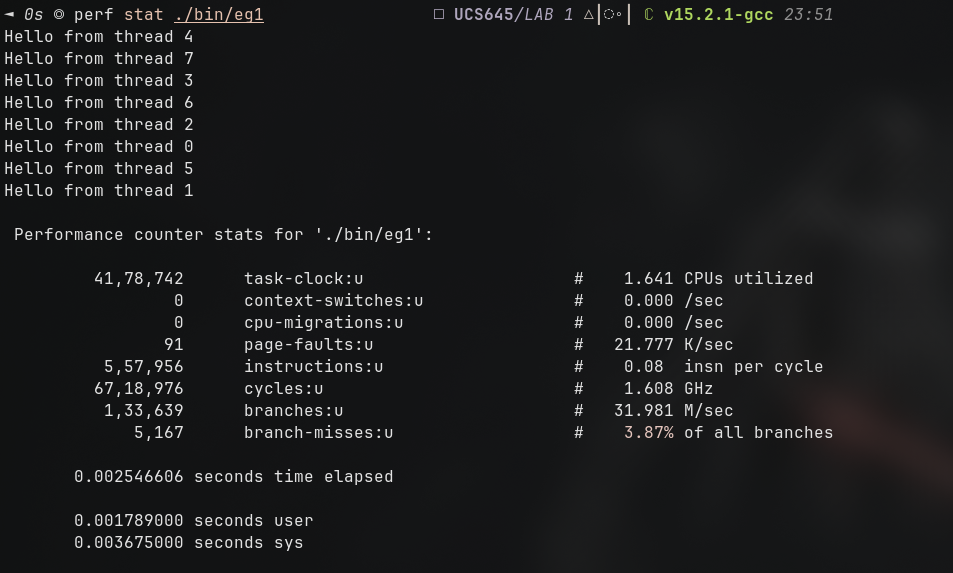 ◄ 0s ◎ perf stat ./bin/eg1 □ UCS645/LAB 1 △|◌◦| ℂ v15.2.1-gcc 23:51
Hello from thread 4
Hello from thread 7
Hello from thread 3
Hello from thread 6
Hello from thread 2
Hello from thread 0
Hello from thread 5
Hello from thread 1
Performance counter stats for './bin/eg1':
41,78,742 task-clock:u # 1.641 CPUs utilized
0 context-switches:u # 0.000 /sec
0 cpu-migrations:u # 0.000 /sec
91 page-faults:u # 21.777 K/sec
5,57,956 instructions:u # 0.08 insn per cycle
67,18,976 cycles:u # 1.608 GHz
1,33,639 branches:u # 31.981 M/sec
5,167 branch-misses:u # 3.87% of all branches
0.002546606 seconds time elapsed
0.001789000 seconds user
0.003675000 seconds sys